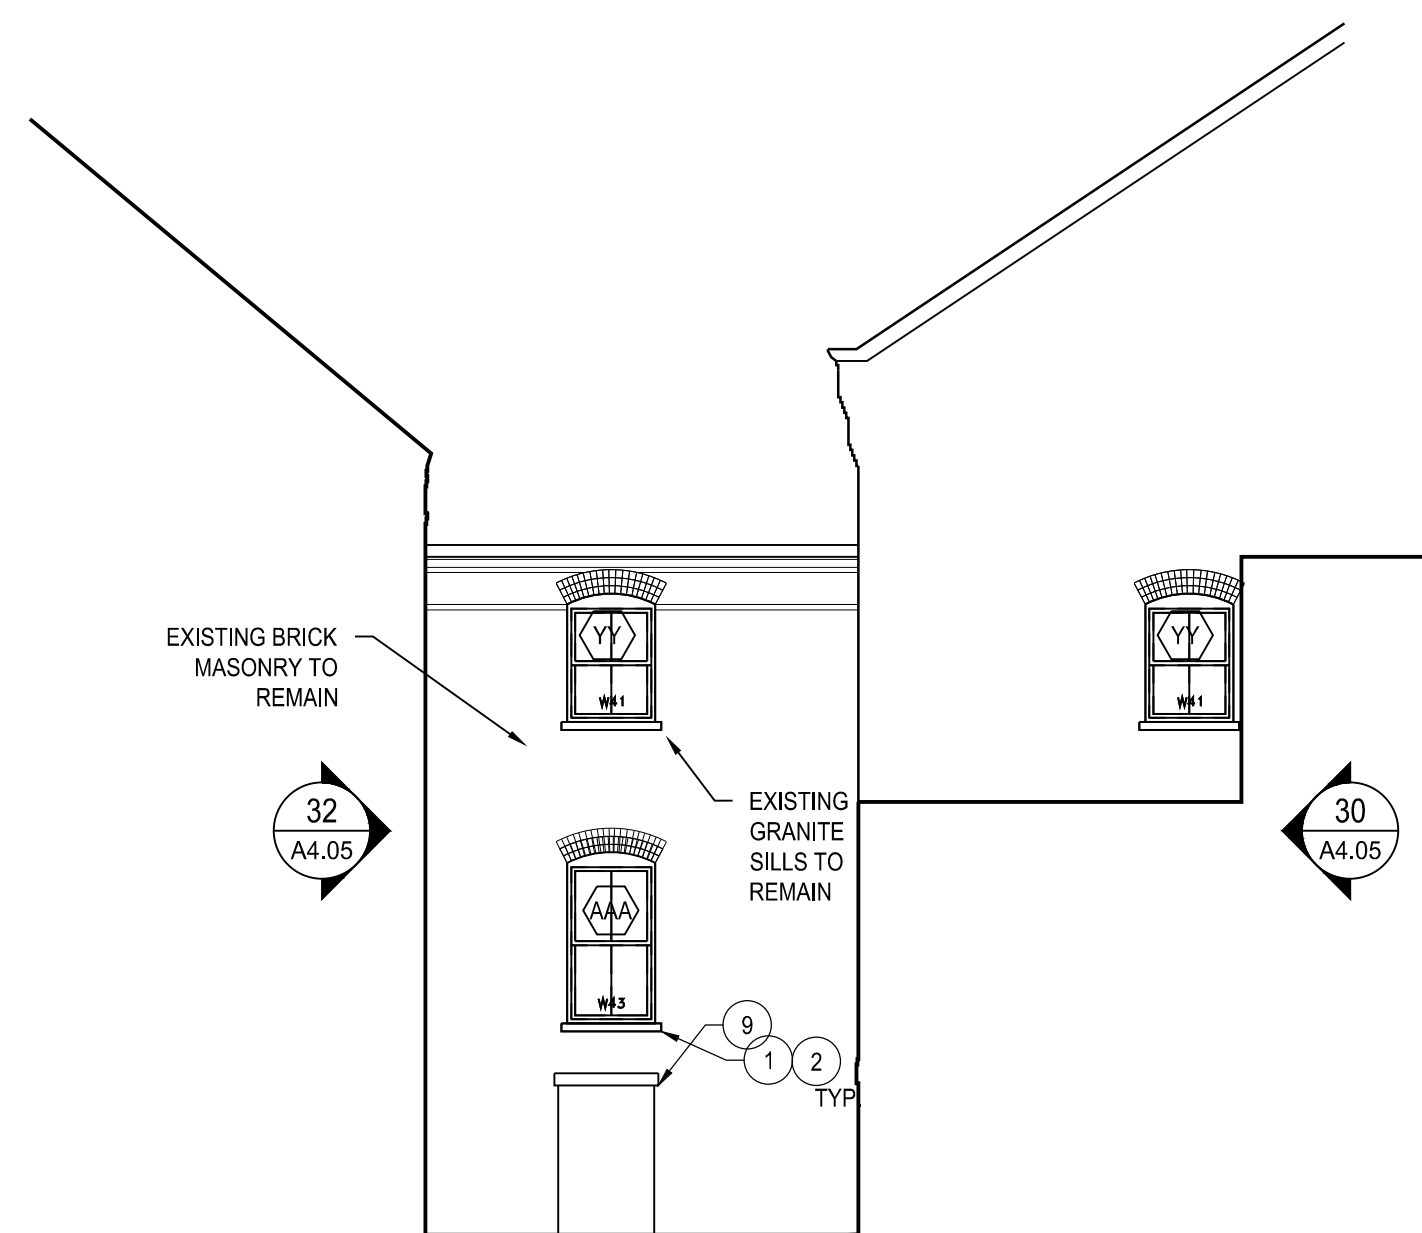 EXISTING BRICK
MASONRY TO
REMAIN
YY
W41
YY
W41
32
A4.05
EXISTING
GRANITE
SILLS TO
REMAIN
30
A4.05
AAA
W43
9
1
2
TYP.